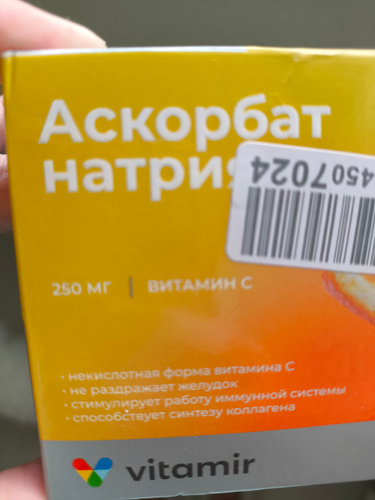 Аскорбат
натрия
4507024
250 МГ | ВИТАМИН С
• некислотная форма витамина С
• не раздражает желудок
• стимулирует работу иммунной системы
• способствует синтезу коллагена
vitamir